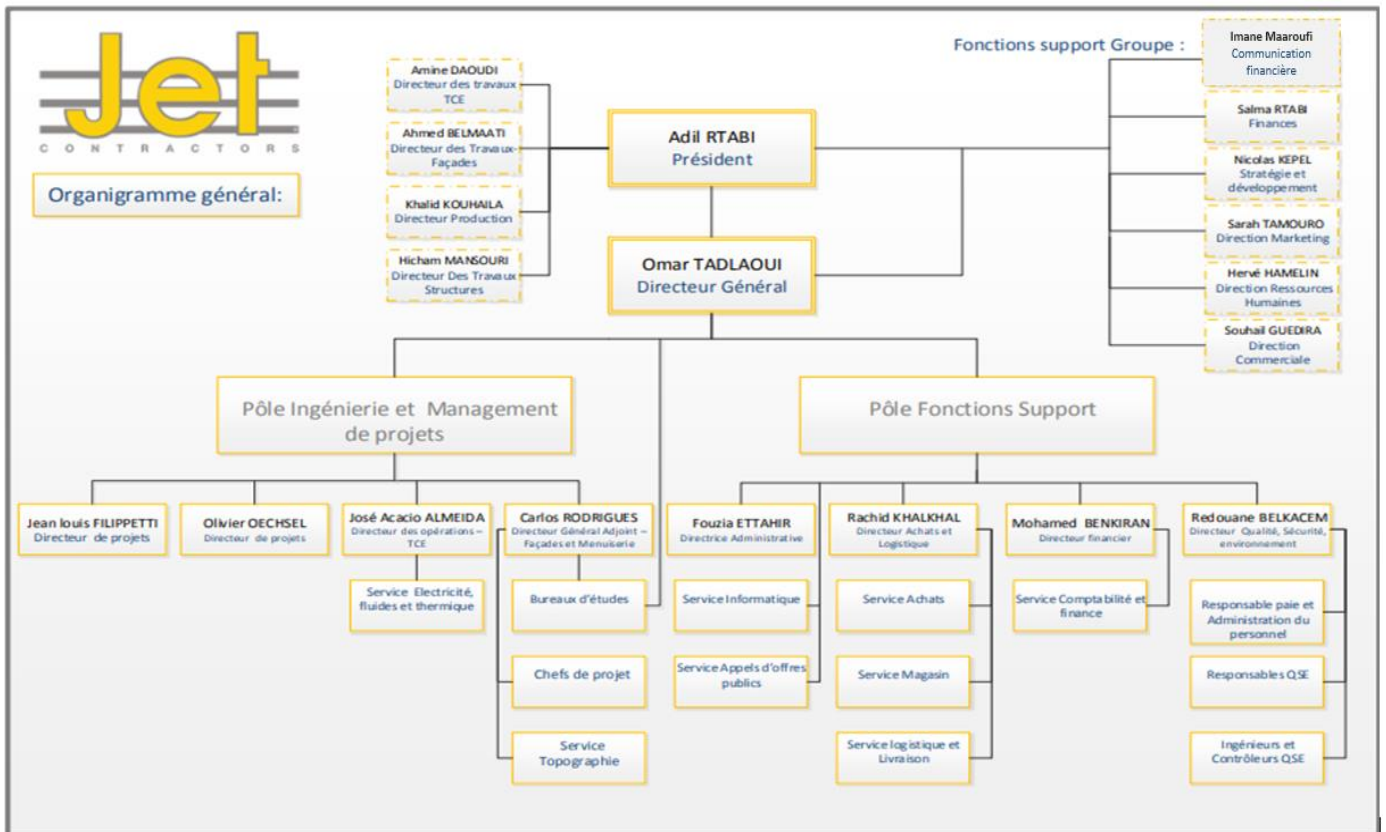 Jet
CONTRACTORS
Organigramme général:
Amine DAOUDI
Directeur des travaux
TCE
Ahmed BELMAATI
Directeur des Travaux-
Façades
Khalid KOUHAILA
Directeur Production
Hicham MANSOURI
Directeur Des Travaux
Structures
Adil RTABI
Président
Omar TADLAOUI
Directeur Général
Fonctions support Groupe :
Imane Maaroufi
Communication
financière
Salma RTABI
Finances
Nicolas KEPEL
Stratégie et
développement
Sarah TAMOURO
Direction Marketing
Hervé HAMELIN
Direction Ressources
Humaines
Souhail GUEDIRA
Direction
Commerciale
Pôle Ingénierie et Management
de projets
Pôle Fonctions Support
Jean louis FILIPPETTI
Directeur de projets
Olivier OECHSEL
Directeur de projets
José Acacio ALMEIDA
Directeur des opérations –
TCE
Service Electricité,
fluides et thermique
Carlos RODRIGUES
Directeur Général Adjoint –
Façades et Menuiserie
Bureaux d'études
Chefs de projet
Service
Topographie
Fouzia ETTAHIR
Directrice Administrative
Service Informatique
Service Appels d'offres
publics
Rachid KHALKHAL
Directeur Achats et
Logistique
Service Achats
Service Magasin
Service logistique et
Livraison
Mohamed BENKIRAN
Directeur financier
Service Comptabilité et
finance
Redouane BELKACEM
Directeur Qualité, Sécurité,
environnement
Responsable paie et
Administration du
personnel
Responsables QSE
Ingénieurs et
Contrôleurs QSE